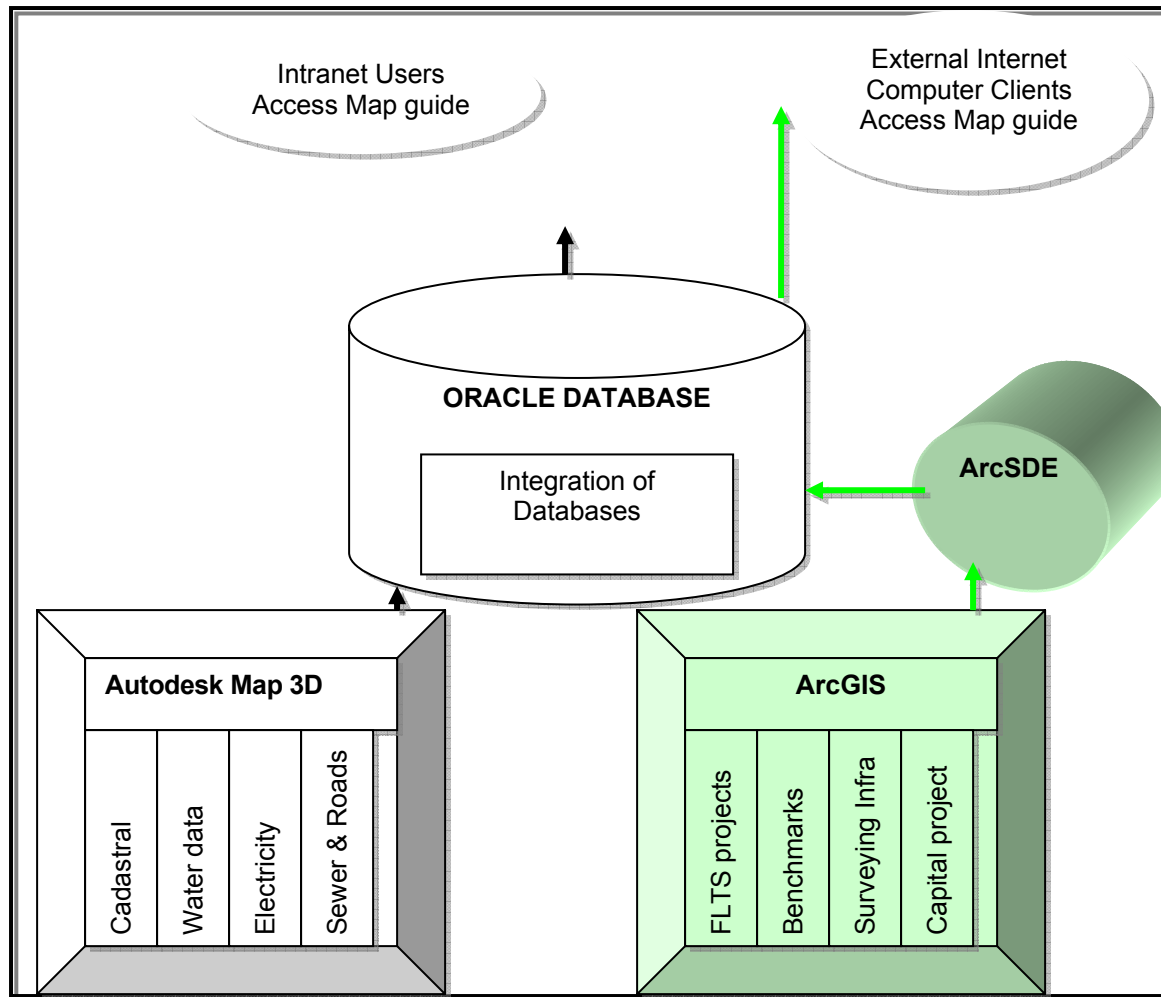 Intranet Users
Access Map guide
External Internet
Computer Clients
Access Map guide
ORACLE DATABASE
Integration of
Databases
ArcSDE
Autodesk Map 3D
Cadastral
Water data
Electricity
Sewer & Roads
ArcGIS
FLTS projects
Benchmarks
Surveying Infra
Capital project